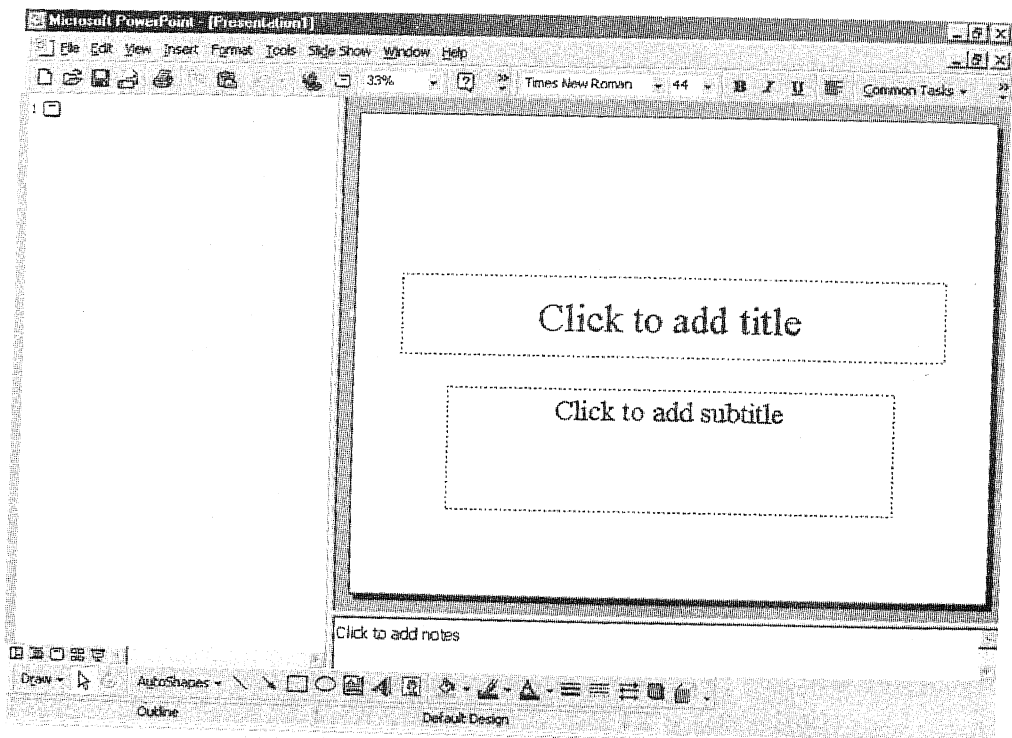 Microsoft PowerPoint - [Presentation1]
File Edit View Insert Format Tools Slide Show Window Help
33% Times New Roman 44 B I U Common Tasks
1
Click to add title
Click to add subtitle
Click to add notes
Draw AutoShapes
Outline Default Design